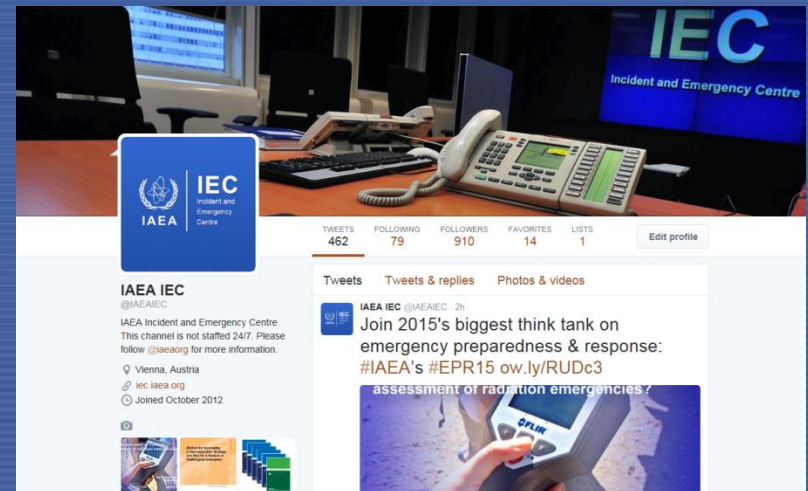 IEC
Incident and Emergency Centre
IAEA
IEC
Incident and
Emergency
Centre
TWEETS
462
FOLLOWING
79
FOLLOWERS
910
FAVORITES
14
LISTS
1
Edit profile
IAEA IEC
@IAEAIEC
IAEA Incident and Emergency Centre
This channel is not staffed 24/7. Please
follow @iaeaorg for more information.
Vienna, Austria
iec.iaea.org
Joined October 2012
Tweets Tweets & replies Photos & videos
IAEA IEC @IAEAIEC · 2h
Join 2015's biggest think tank on
emergency preparedness & response:
#IAEA's #EPR15 ow.ly/RUDc3
assessment of radiation emergencies?
FLIR